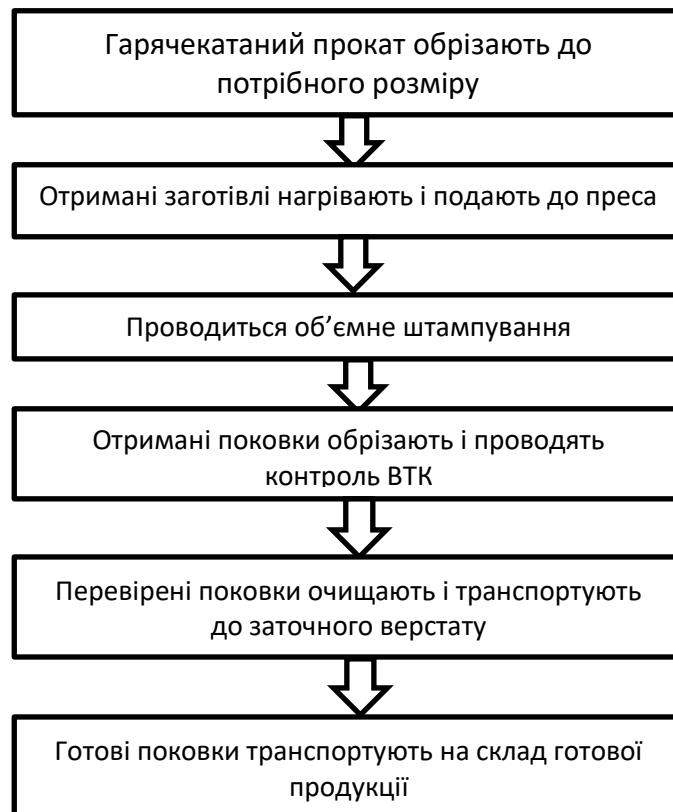 Гарячекатаний прокат обрізають до
потрібного розміру
Отримані заготівлі нагрівають і подають до преса
Проводиться об’ємне штампування
Отримані поковки обрізають і проводять
контроль ВТК
Перевірені поковки очищають і транспортують
до заточного верстату
Готові поковки транспортують на склад готової
продукції